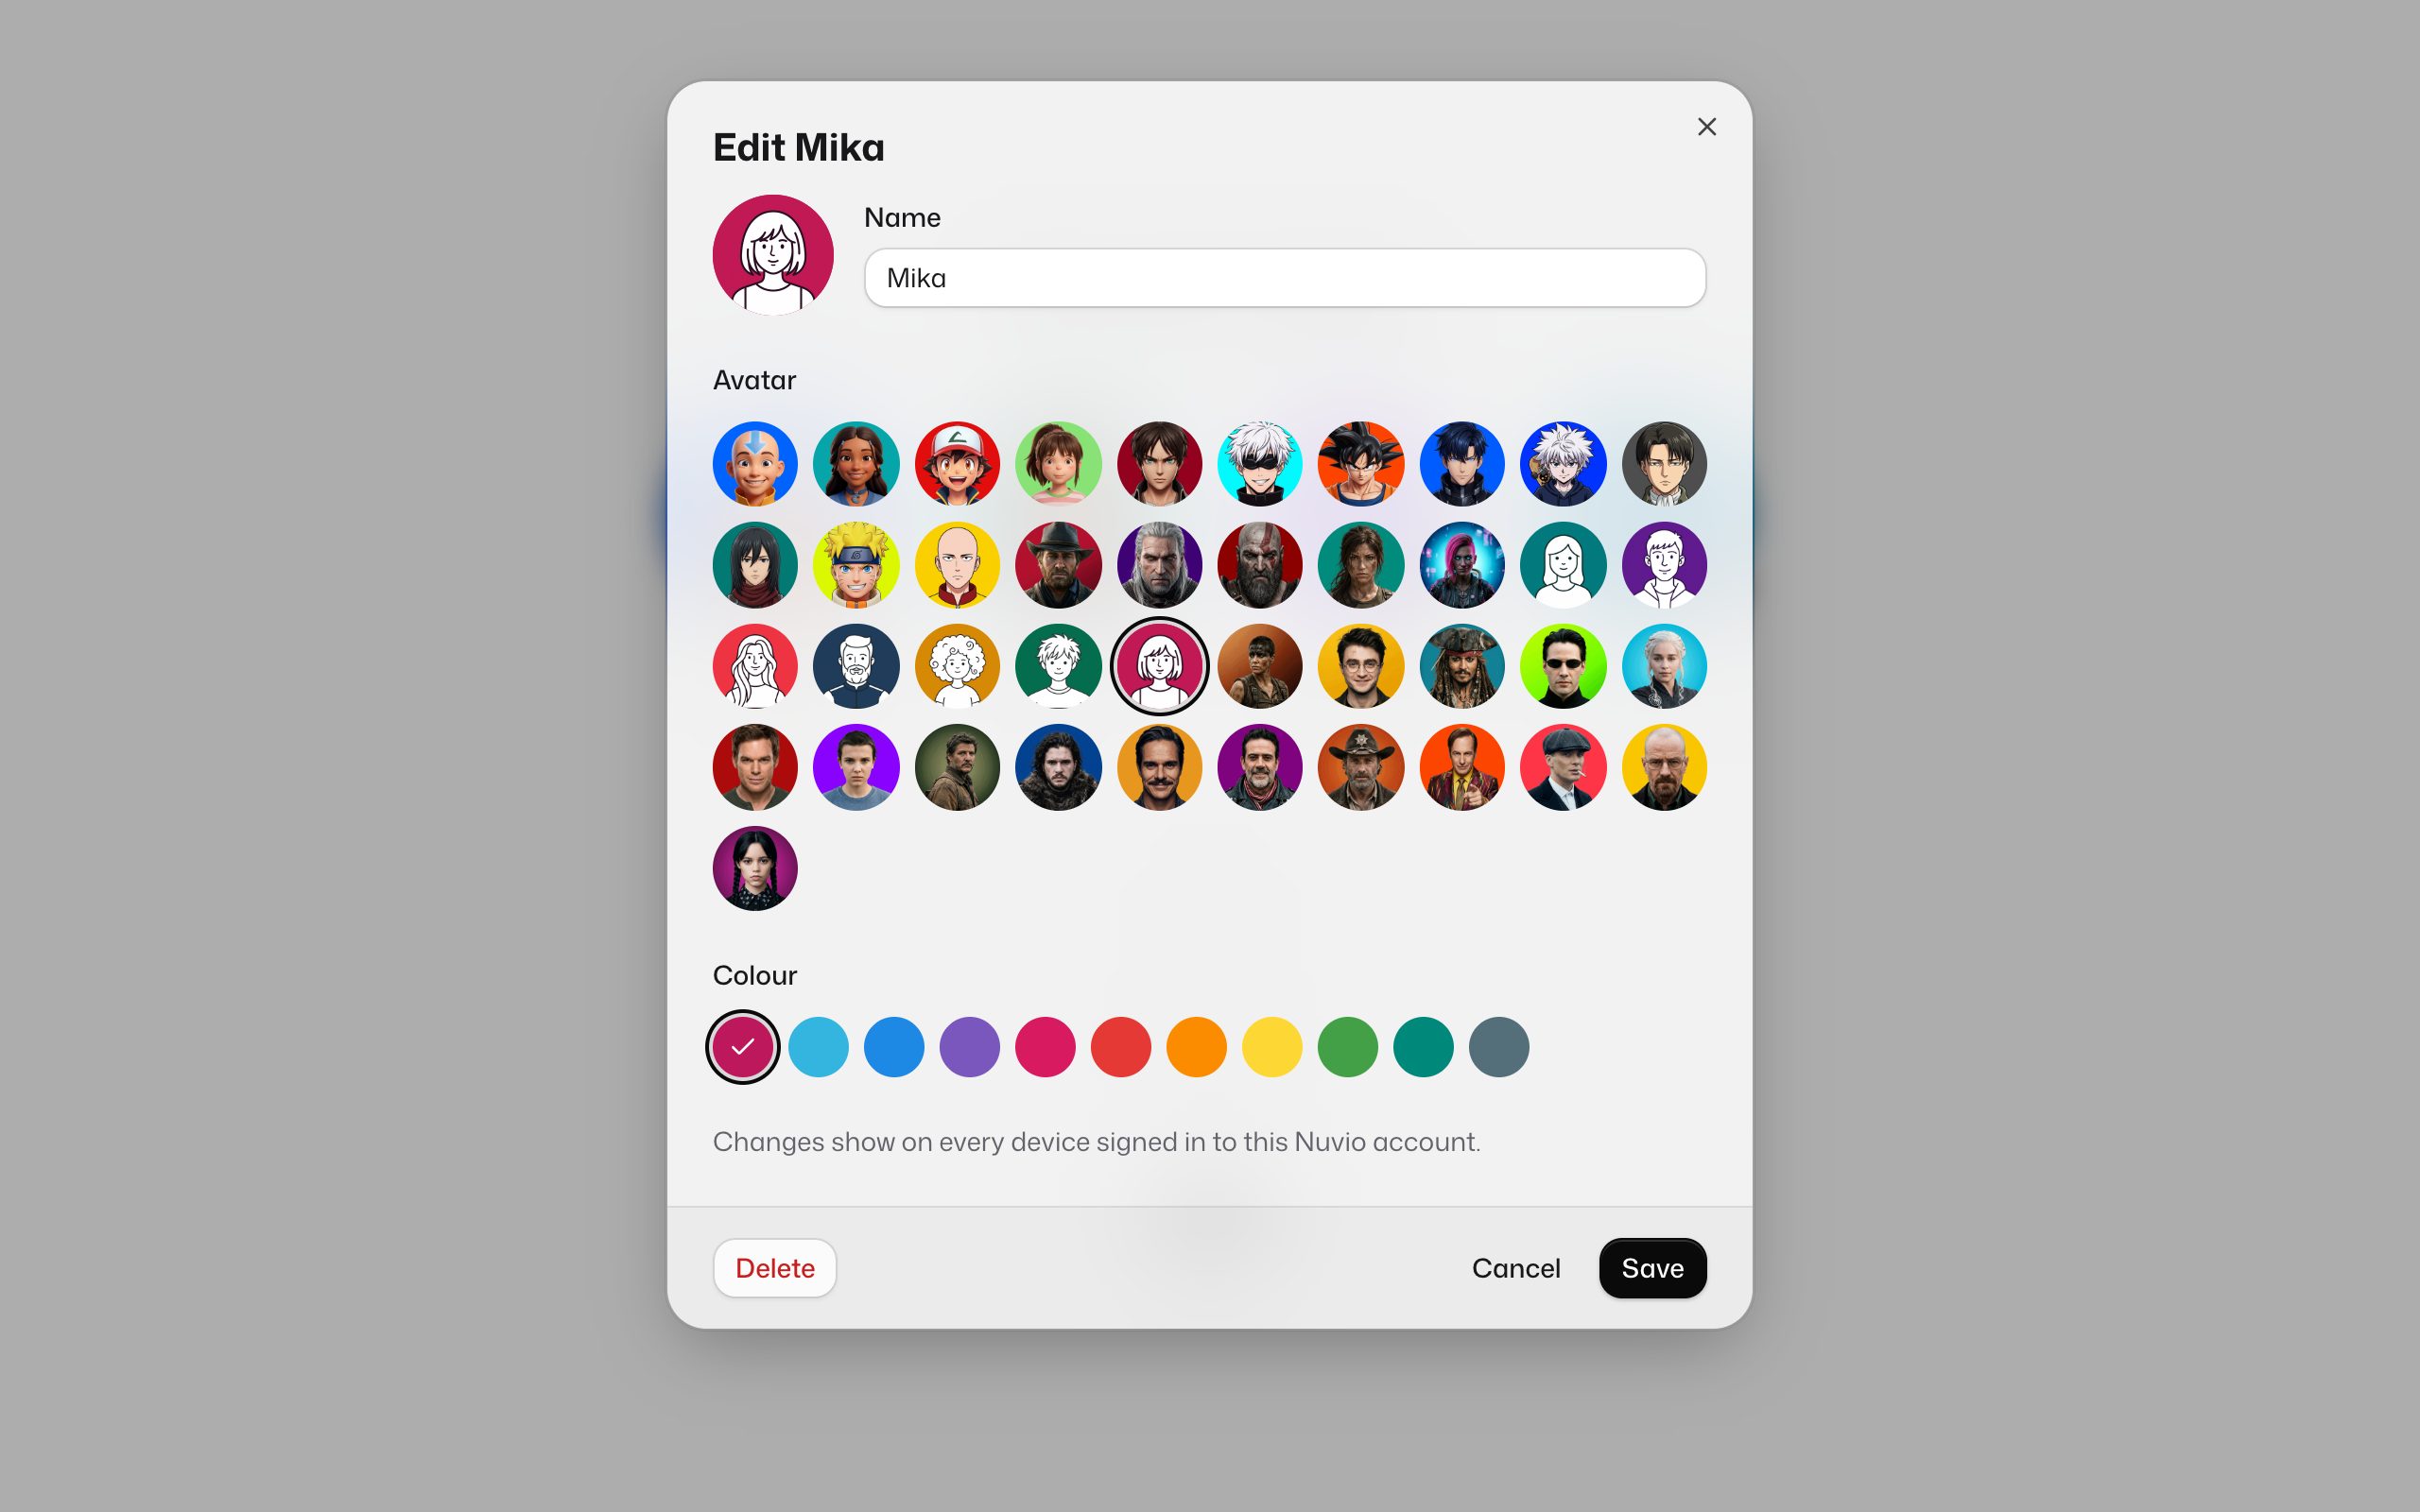 Edit Mika
Name
Mika
Avatar
Colour
Changes show on every device signed in to this Nuvio account.
Delete
Cancel
Save